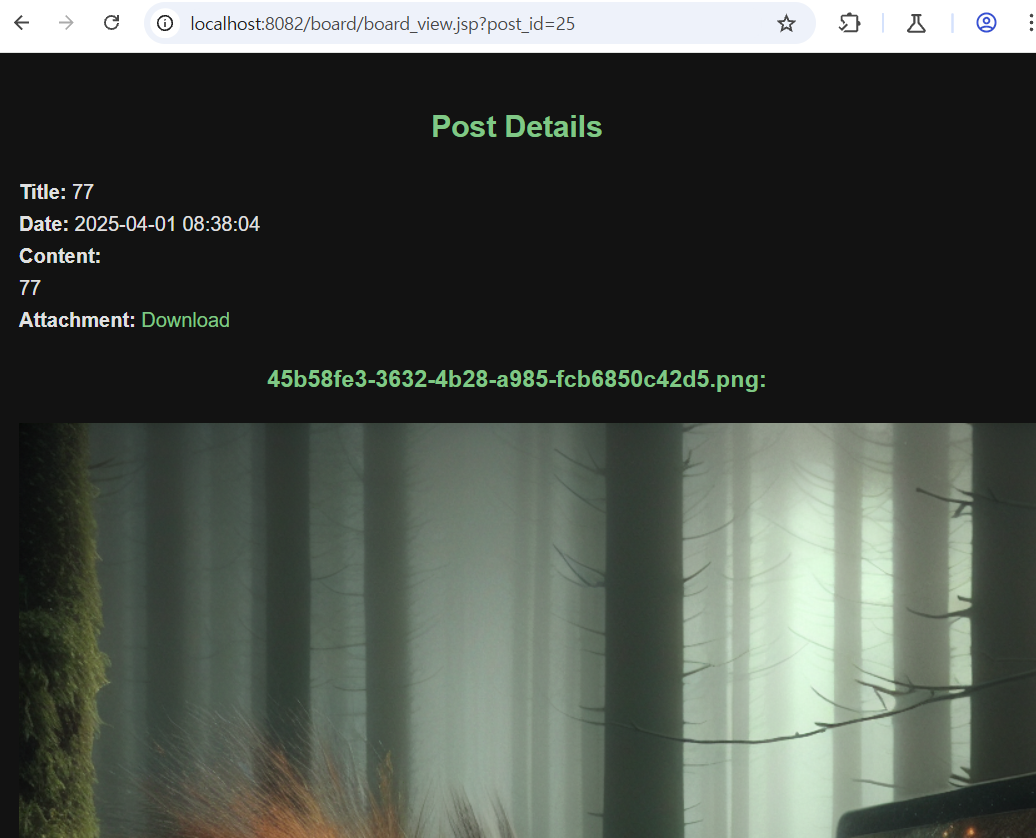 localhost:8082/board/board_view.jsp?post_id=25
Post Details
Title: 77
Date: 2025-04-01 08:38:04
Content:
77
Attachment: Download
45b58fe3-3632-4b28-a985-fcb6850c42d5.png: